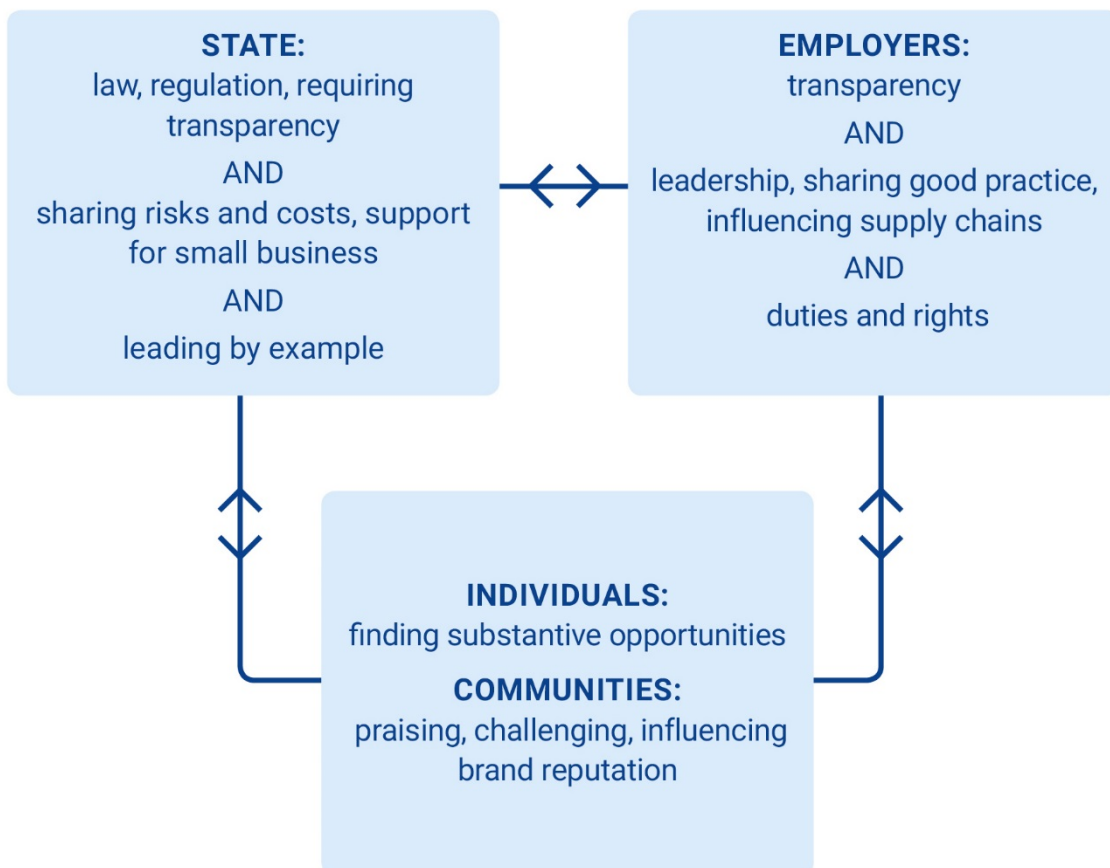 STATE:
law, regulation, requiring
transparency
AND
sharing risks and costs, support
for small business
AND
leading by example
EMPLOYERS:
transparency
AND
leadership, sharing good practice,
influencing supply chains
AND
duties and rights
INDIVIDUALS:
finding substantive opportunities
COMMUNITIES:
praising, challenging, influencing
brand reputation